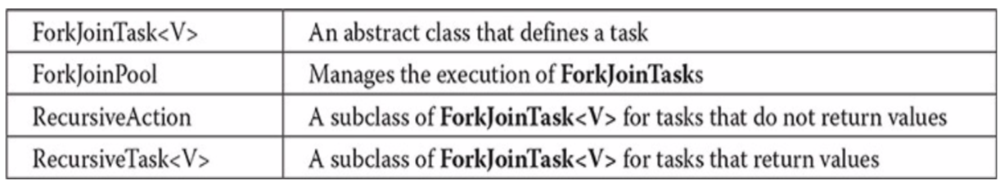 ForkJoinTask<V> An abstract class that defines a task
ForkJoinPool Manages the execution of ForkJoinTasks
RecursiveAction A subclass of ForkJoinTask<V> for tasks that do not return values
RecursiveTask<V> A subclass of ForkJoinTask<V> for tasks that return values